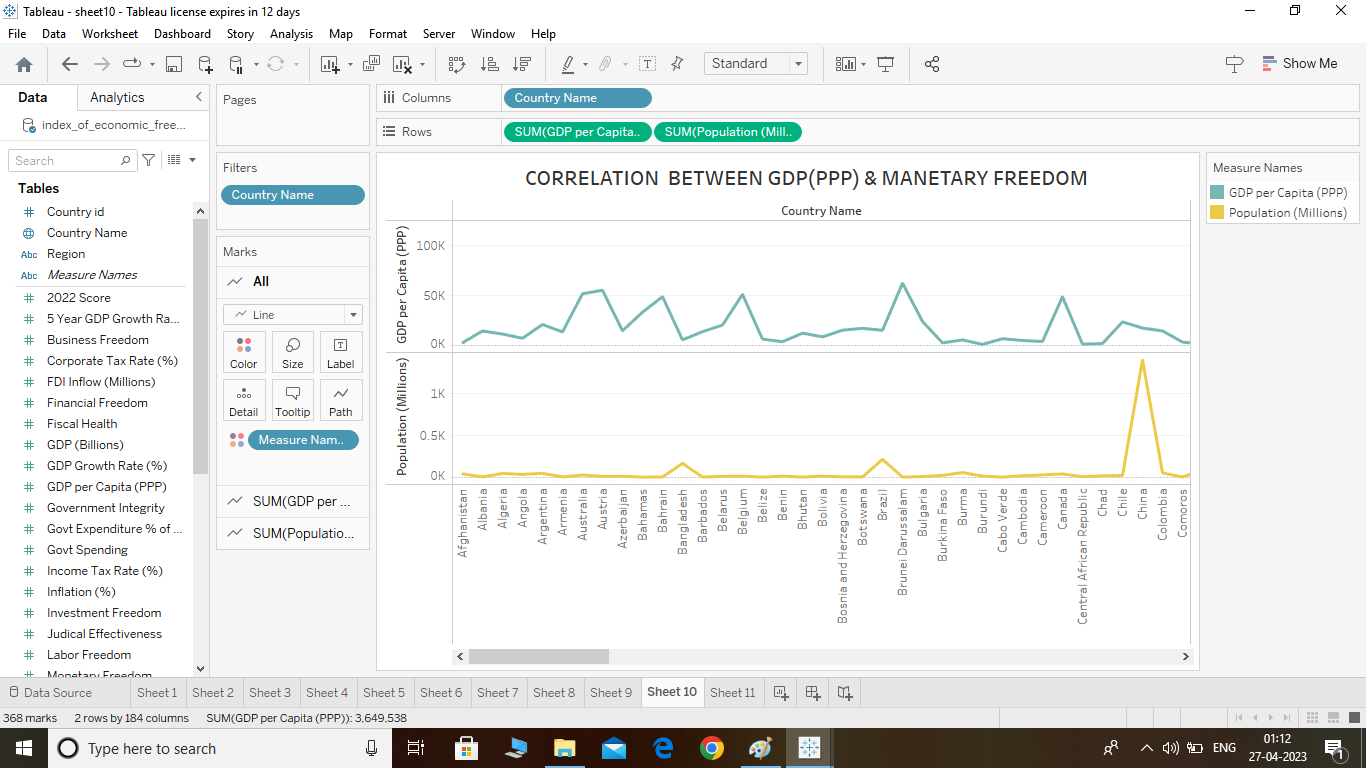 Tableau - sheet10 - Tableau license expires in 12 days
File Data Worksheet Dashboard Story Analysis Map Format Server Window Help
Standard
Show Me
Data Analytics
index_of_economic_free...
Search
Tables
Country id
Country Name
Abc Region
Abc Measure Names
2022 Score
5 Year GDP Growth Ra...
Business Freedom
Corporate Tax Rate (%)
FDI Inflow (Millions)
Financial Freedom
Fiscal Health
GDP (Billions)
GDP Growth Rate (%)
GDP per Capita (PPP)
Government Integrity
Govt Expenditure % of ...
Govt Spending
Income Tax Rate (%)
Inflation (%)
Investment Freedom
Judical Effectiveness
Labor Freedom
Monetary Freedom
Pages
Filters
Country Name
Marks
All
Line
Color Size Label
Detail Tooltip Path
Measure Nam..
SUM(GDP per ...
SUM(Populatio...
Columns Country Name
Rows SUM(GDP per Capita.. SUM(Population (Mill..
CORRELATION BETWEEN GDP(PPP) & MANETARY FREEDOM
Country Name
GDP per Capita (PPP)
100K
50K
0K
Population (Millions)
1K
0.5K
0K
Afghanistan
Albania
Algeria
Angola
Argentina
Armenia
Australia
Austria
Azerbaijan
Bahamas
Bahrain
Bangladesh
Barbados
Belarus
Belgium
Belize
Benin
Bhutan
Bolivia
Bosnia and Herzegovina
Botswana
Brazil
Brunei Darussalam
Bulgaria
Burkina Faso
Burma
Burundi
Cabo Verde
Cambodia
Cameroon
Canada
Central African Republic
Chad
Chile
China
Colombia
Comoros
Measure Names
GDP per Capita (PPP)
Population (Millions)
Data Source Sheet 1 Sheet 2 Sheet 3 Sheet 4 Sheet 5 Sheet 6 Sheet 7 Sheet 8 Sheet 9 Sheet 10 Sheet 11
368 marks 2 rows by 184 columns SUM(GDP per Capita (PPP)): 3,649,538
Type here to search
ENG
01:12
27-04-2023
1